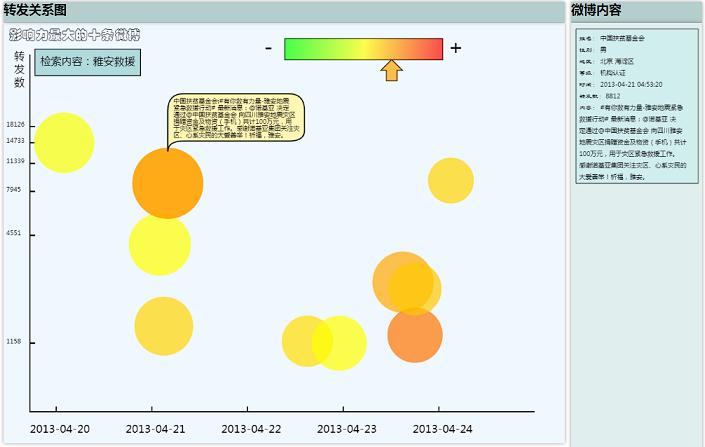 转发关系图
影响力最大的十条微博
- +
转发数
检索内容：雅安救援
中国扶贫基金会:#有你救有力量-雅安地震
紧急救援行动# 最新消息：@诺基亚 决定
通过@中国扶贫基金会 向四川雅安地震灾区
捐赠资金及物资（手机）共计100万元，用
于灾区紧急救援工作。感谢诺基亚集团关注灾
区、心系灾民的大爱善举！祈福，雅安。
18126
14733
11339
7945
4551
1158
2013-04-20 2013-04-21 2013-04-22 2013-04-23 2013-04-24
微博内容
姓名： 中国扶贫基金会
性别： 男
地区： 北京 海淀区
等级： 机构认证
时间： 2013-04-21 04:53:20
转发数： 8812
内容： #有你救有力量-雅安地震紧急
救援行动# 最新消息：@诺基亚 决
定通过@中国扶贫基金会 向四川雅安
地震灾区捐赠资金及物资（手机）共计
100万元，用于灾区紧急救援工作。
感谢诺基亚集团关注灾区、心系灾民的
大爱善举！祈福，雅安。